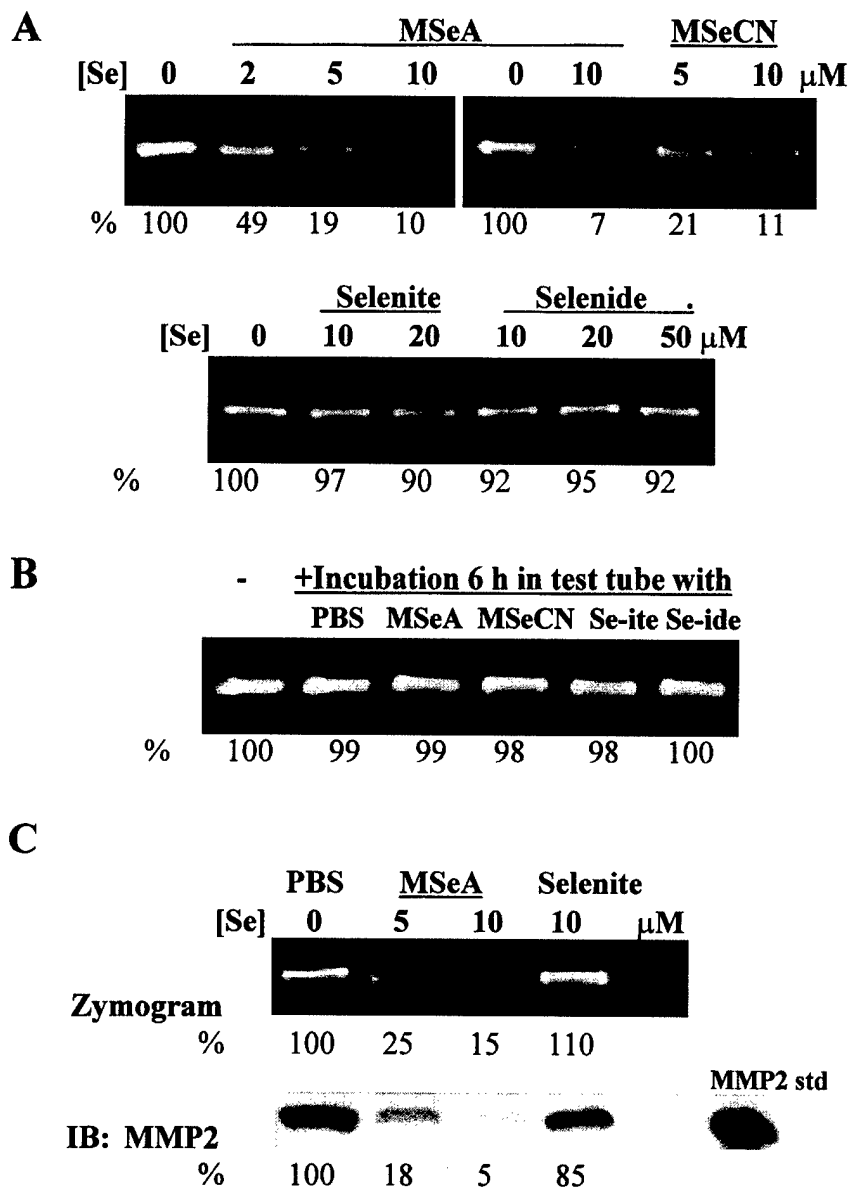 A
MSeA MSeCN
[Se] 0 2 5 10 0 10 5 10 μM
% 100 49 19 10 100 7 21 11
Selenite Selenide .
[Se] 0 10 20 10 20 50 μM
% 100 97 90 92 95 92
B
- +Incubation 6 h in test tube with
PBS MSeA MSeCN Se-ite Se-ide
% 100 99 99 98 98 100
C
PBS MSeA Selenite
[Se] 0 5 10 10 μM
Zymogram
% 100 25 15 110
MMP2 std
IB: MMP2
% 100 18 5 85